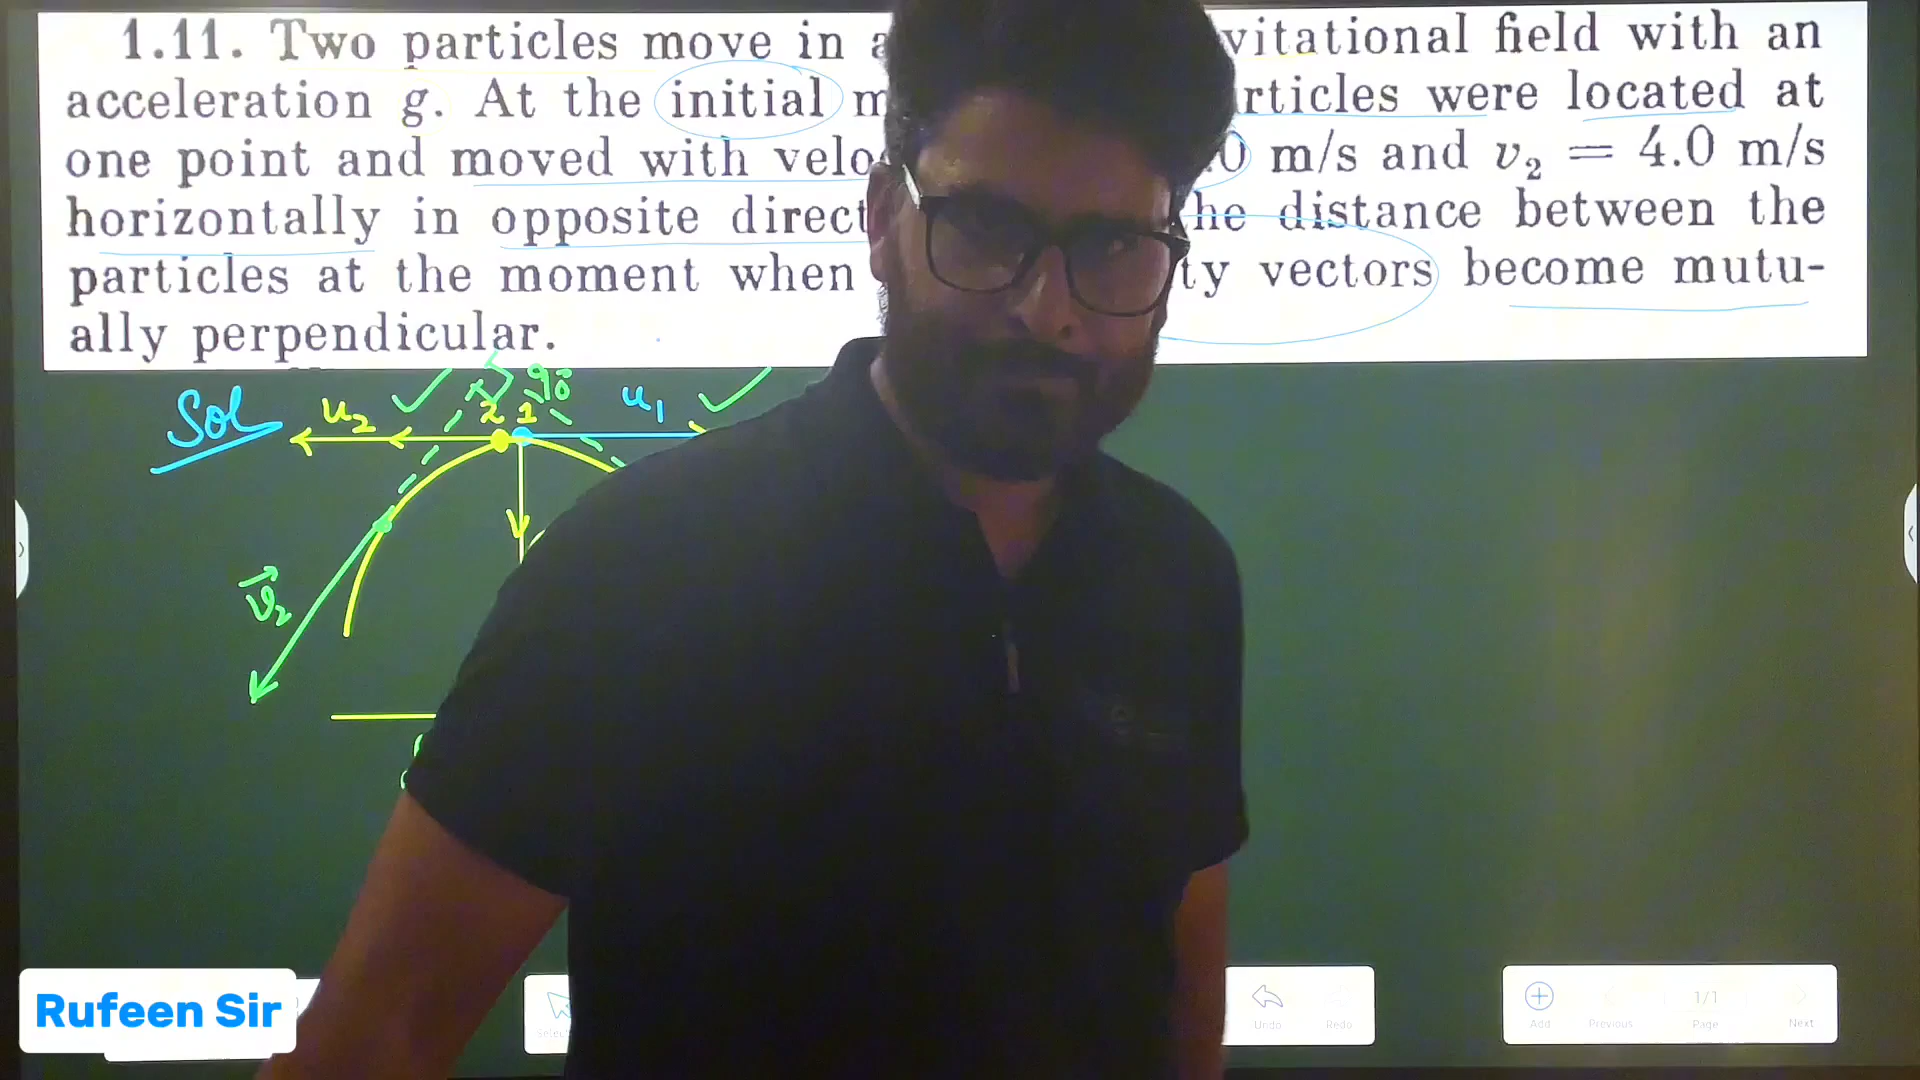 1.11. Two particles move in a vitational field with an
acceleration g. At the initial m rticles were located at
one point and moved with velo 0 m/s and v₂ = 4.0 m/s
horizontally in opposite direct he distance between the
particles at the moment when ty vectors become mutu-
ally perpendicular.
Sol u₂ 2 1 90 u₁
v₂
Rufeen Sir
Select Undo Redo Add Previous 1/1 Page Next